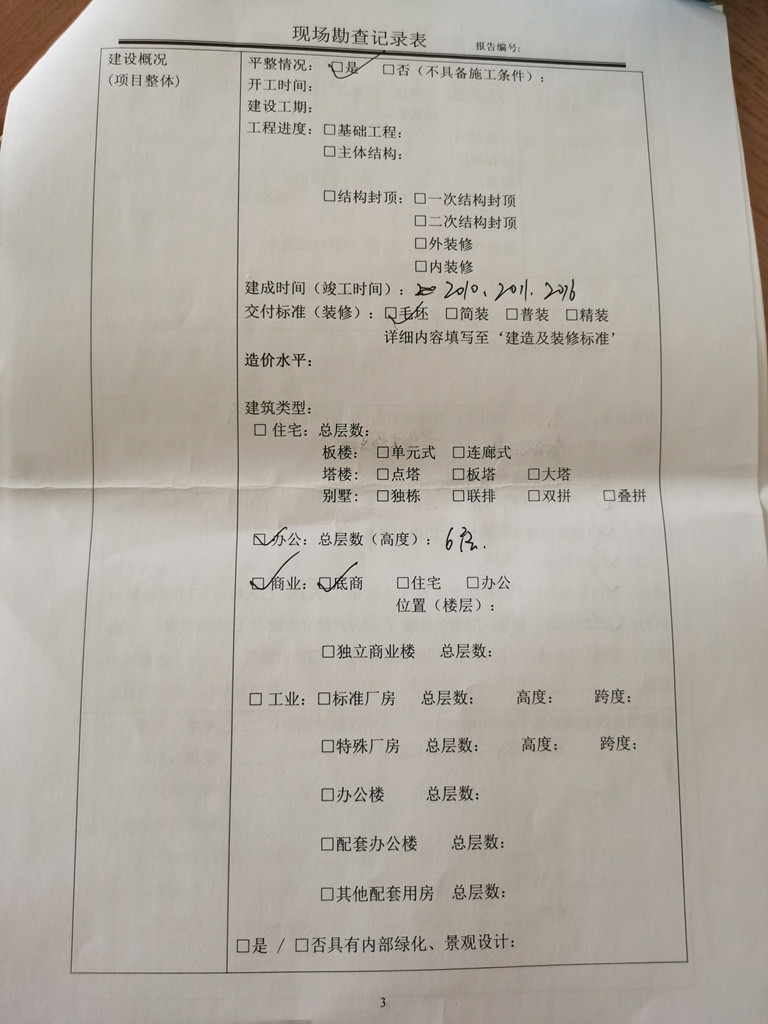 现场勘查记录表
报告编号:
建设概况
(项目整体)
平整情况: ☑是 □否（不具备施工条件）:
开工时间:
建设工期:
工程进度: □基础工程:
□主体结构:
□结构封顶: □一次结构封顶
□二次结构封顶
□外装修
□内装修
建成时间（竣工时间）: 2010、2011、2016
交付标准（装修）: ☑毛坯 □简装 □普装 □精装
详细内容填写至‘建造及装修标准’
造价水平:
建筑类型:
□ 住宅: 总层数:
板楼: □单元式 □连廊式
塔楼: □点塔 □板塔 □大塔
别墅: □独栋 □联排 □双拼 □叠拼
☑办公: 总层数（高度）: 6层.
☑商业: ☑底商 □住宅 □办公
位置（楼层）:
□独立商业楼 总层数:
□ 工业: □标准厂房 总层数: 高度: 跨度:
□特殊厂房 总层数: 高度: 跨度:
□办公楼 总层数:
□配套办公楼 总层数:
□其他配套用房 总层数:
□是 / □否具有内部绿化、景观设计:
3